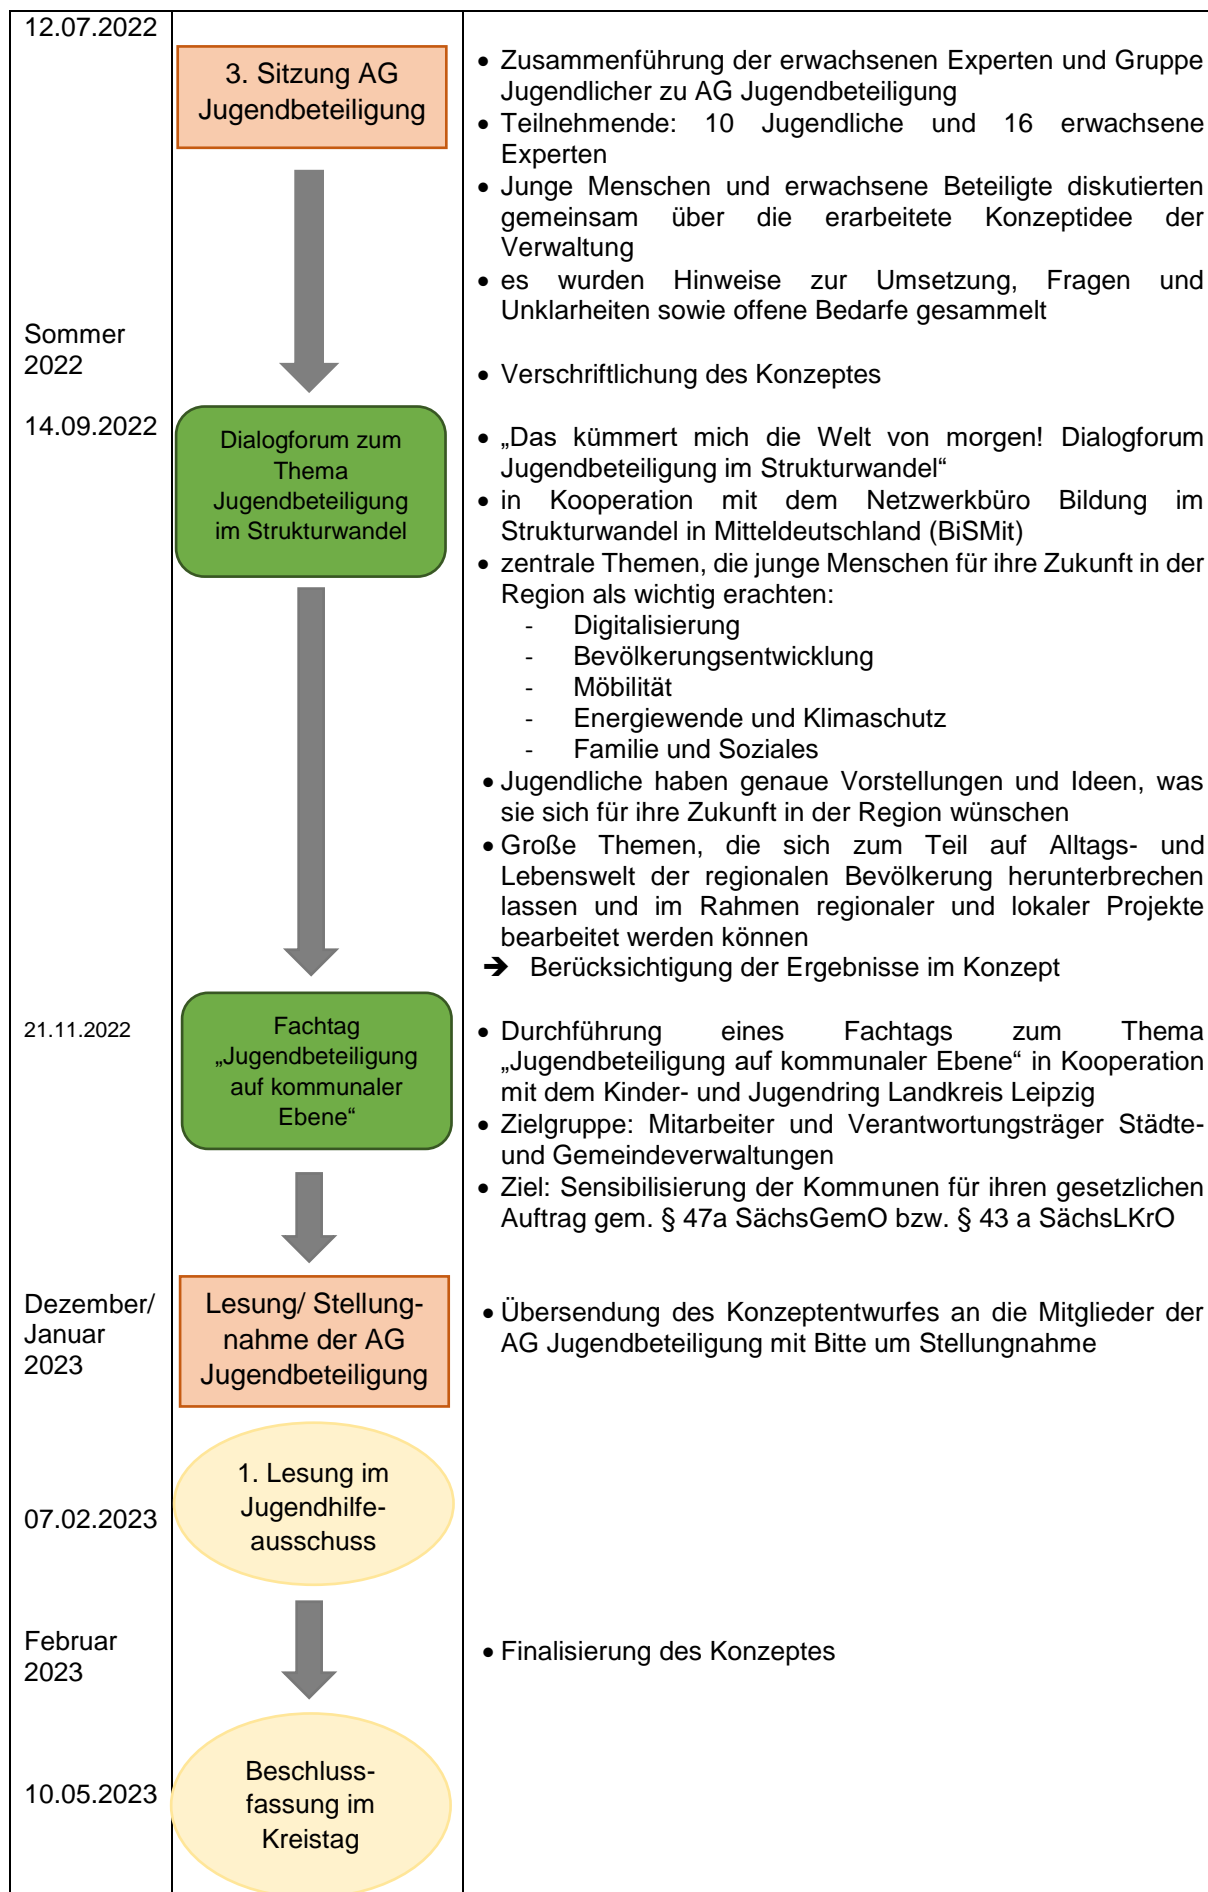 12.07.2022
3. Sitzung AG
Jugendbeteiligung
• Zusammenführung der erwachsenen Experten und Gruppe
Jugendlicher zu AG Jugendbeteiligung
• Teilnehmende: 10 Jugendliche und 16 erwachsene
Experten
• Junge Menschen und erwachsene Beteiligte diskutierten
gemeinsam über die erarbeitete Konzeptidee der
Verwaltung
• es wurden Hinweise zur Umsetzung, Fragen und
Unklarheiten sowie offene Bedarfe gesammelt
Sommer
2022
• Verschriftlichung des Konzeptes
14.09.2022
Dialogforum zum
Thema
Jugendbeteiligung
im Strukturwandel
• „Das kümmert mich die Welt von morgen! Dialogforum
Jugendbeteiligung im Strukturwandel“
• in Kooperation mit dem Netzwerkbüro Bildung im
Strukturwandel in Mitteldeutschland (BiSMit)
• zentrale Themen, die junge Menschen für ihre Zukunft in der
Region als wichtig erachten:
- Digitalisierung
- Bevölkerungsentwicklung
- Möbilität
- Energiewende und Klimaschutz
- Familie und Soziales
• Jugendliche haben genaue Vorstellungen und Ideen, was
sie sich für ihre Zukunft in der Region wünschen
• Große Themen, die sich zum Teil auf Alltags- und
Lebenswelt der regionalen Bevölkerung herunterbrechen
lassen und im Rahmen regionaler und lokaler Projekte
bearbeitet werden können
➔ Berücksichtigung der Ergebnisse im Konzept
21.11.2022
Fachtag
„Jugendbeteiligung
auf kommunaler
Ebene“
• Durchführung eines Fachtags zum Thema
„Jugendbeteiligung auf kommunaler Ebene“ in Kooperation
mit dem Kinder- und Jugendring Landkreis Leipzig
• Zielgruppe: Mitarbeiter und Verantwortungsträger Städte-
und Gemeindeverwaltungen
• Ziel: Sensibilisierung der Kommunen für ihren gesetzlichen
Auftrag gem. § 47a SächsGemO bzw. § 43 a SächsLKrO
Dezember/
Januar
2023
Lesung/ Stellung-
nahme der AG
Jugendbeteiligung
• Übersendung des Konzeptentwurfes an die Mitglieder der
AG Jugendbeteiligung mit Bitte um Stellungnahme
07.02.2023
1. Lesung im
Jugendhilfe-
ausschuss
Februar
2023
• Finalisierung des Konzeptes
10.05.2023
Beschluss-
fassung im
Kreistag